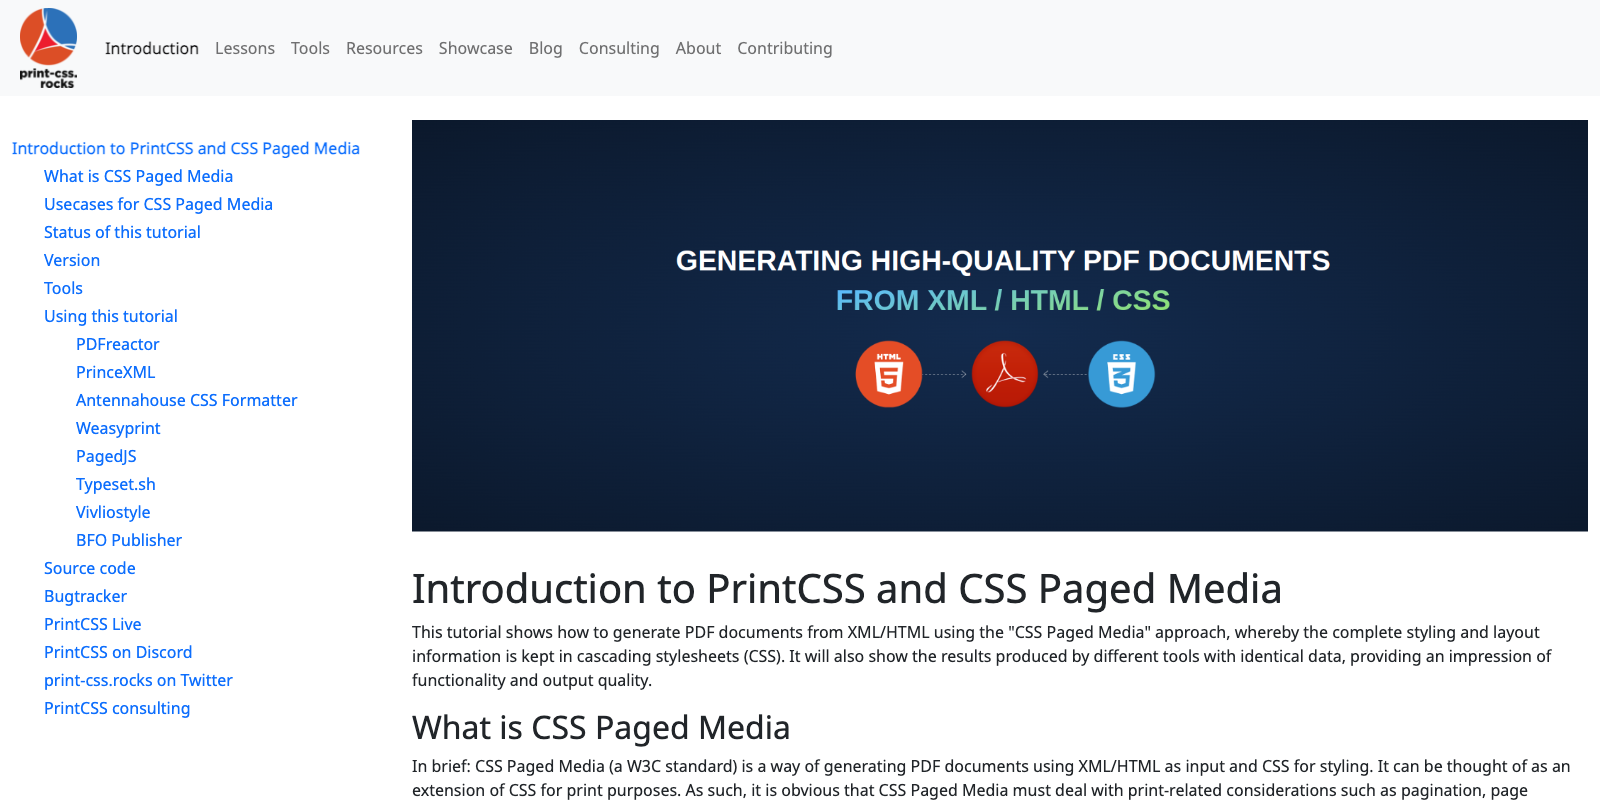 print-css.
rocks
Introduction Lessons Tools Resources Showcase Blog Consulting About Contributing
Introduction to PrintCSS and CSS Paged Media
What is CSS Paged Media
Usecases for CSS Paged Media
Status of this tutorial
Version
Tools
Using this tutorial
PDFreactor
PrinceXML
Antennahouse CSS Formatter
Weasyprint
PagedJS
Typeset.sh
Vivliostyle
BFO Publisher
Source code
Bugtracker
PrintCSS Live
PrintCSS on Discord
print-css.rocks on Twitter
PrintCSS consulting
GENERATING HIGH-QUALITY PDF DOCUMENTS
FROM XML / HTML / CSS
HTML
5
CSS
3
Introduction to PrintCSS and CSS Paged Media
This tutorial shows how to generate PDF documents from XML/HTML using the "CSS Paged Media" approach, whereby the complete styling and layout
information is kept in cascading stylesheets (CSS). It will also show the results produced by different tools with identical data, providing an impression of
functionality and output quality.
What is CSS Paged Media
In brief: CSS Paged Media (a W3C standard) is a way of generating PDF documents using XML/HTML as input and CSS for styling. It can be thought of as an
extension of CSS for print purposes. As such, it is obvious that CSS Paged Media must deal with print-related considerations such as pagination, page